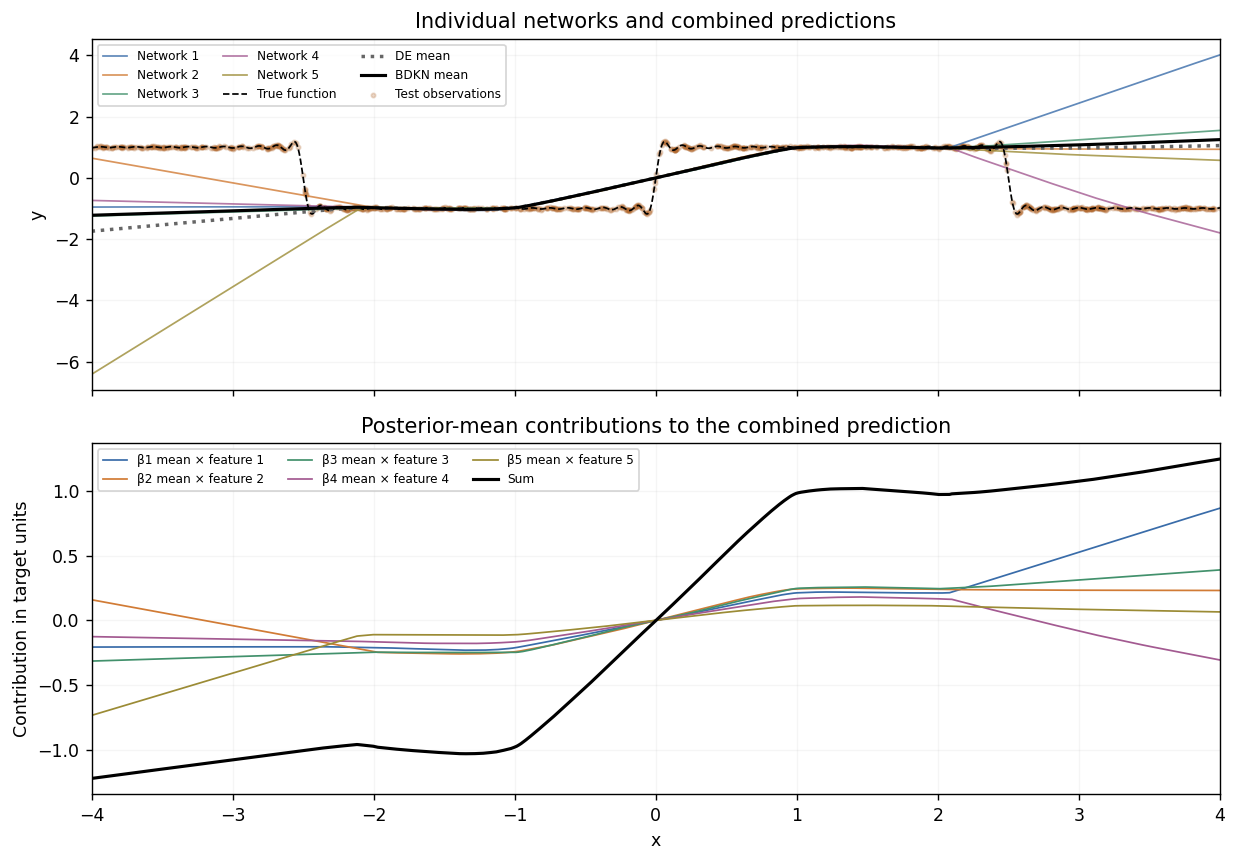 Individual networks and combined predictions
Network 1
Network 2
Network 3
Network 4
Network 5
True function
DE mean
BDKN mean
Test observations
y
4
2
0
−2
−4
−6
Posterior-mean contributions to the combined prediction
β1 mean × feature 1
β2 mean × feature 2
β3 mean × feature 3
β4 mean × feature 4
β5 mean × feature 5
Sum
Contribution in target units
1.0
0.5
0.0
−0.5
−1.0
−4 −3 −2 −1 0 1 2 3 4
x